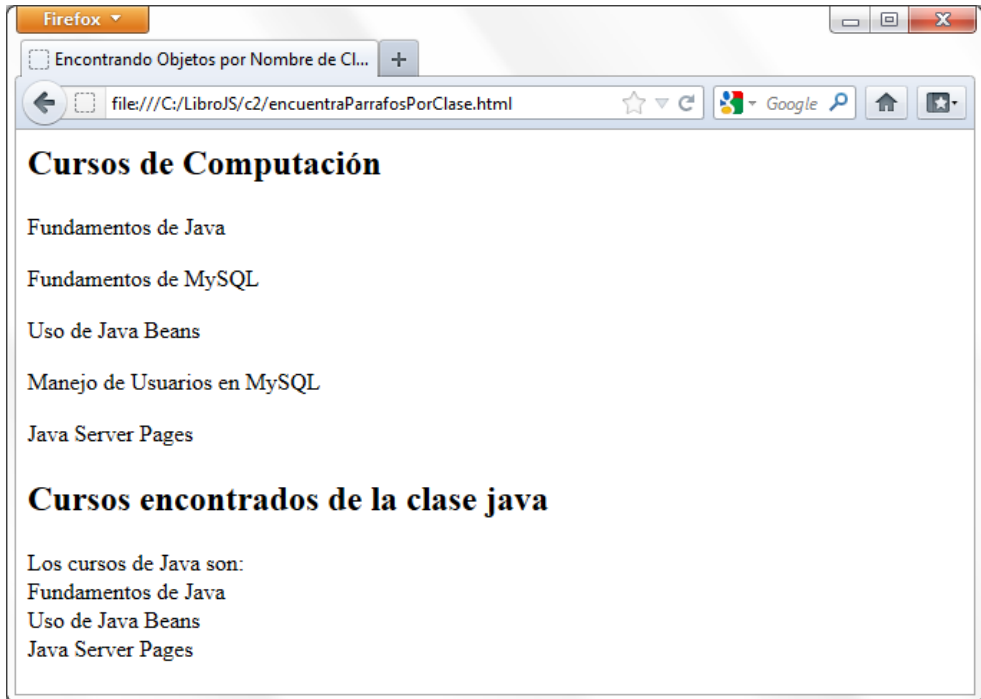 Firefox
Encontrando Objetos por Nombre de Cl...
file:///C:/LibroJS/c2/encuentraParrafosPorClase.html
Google
Cursos de Computación
Fundamentos de Java
Fundamentos de MySQL
Uso de Java Beans
Manejo de Usuarios en MySQL
Java Server Pages
Cursos encontrados de la clase java
Los cursos de Java son:
Fundamentos de Java
Uso de Java Beans
Java Server Pages